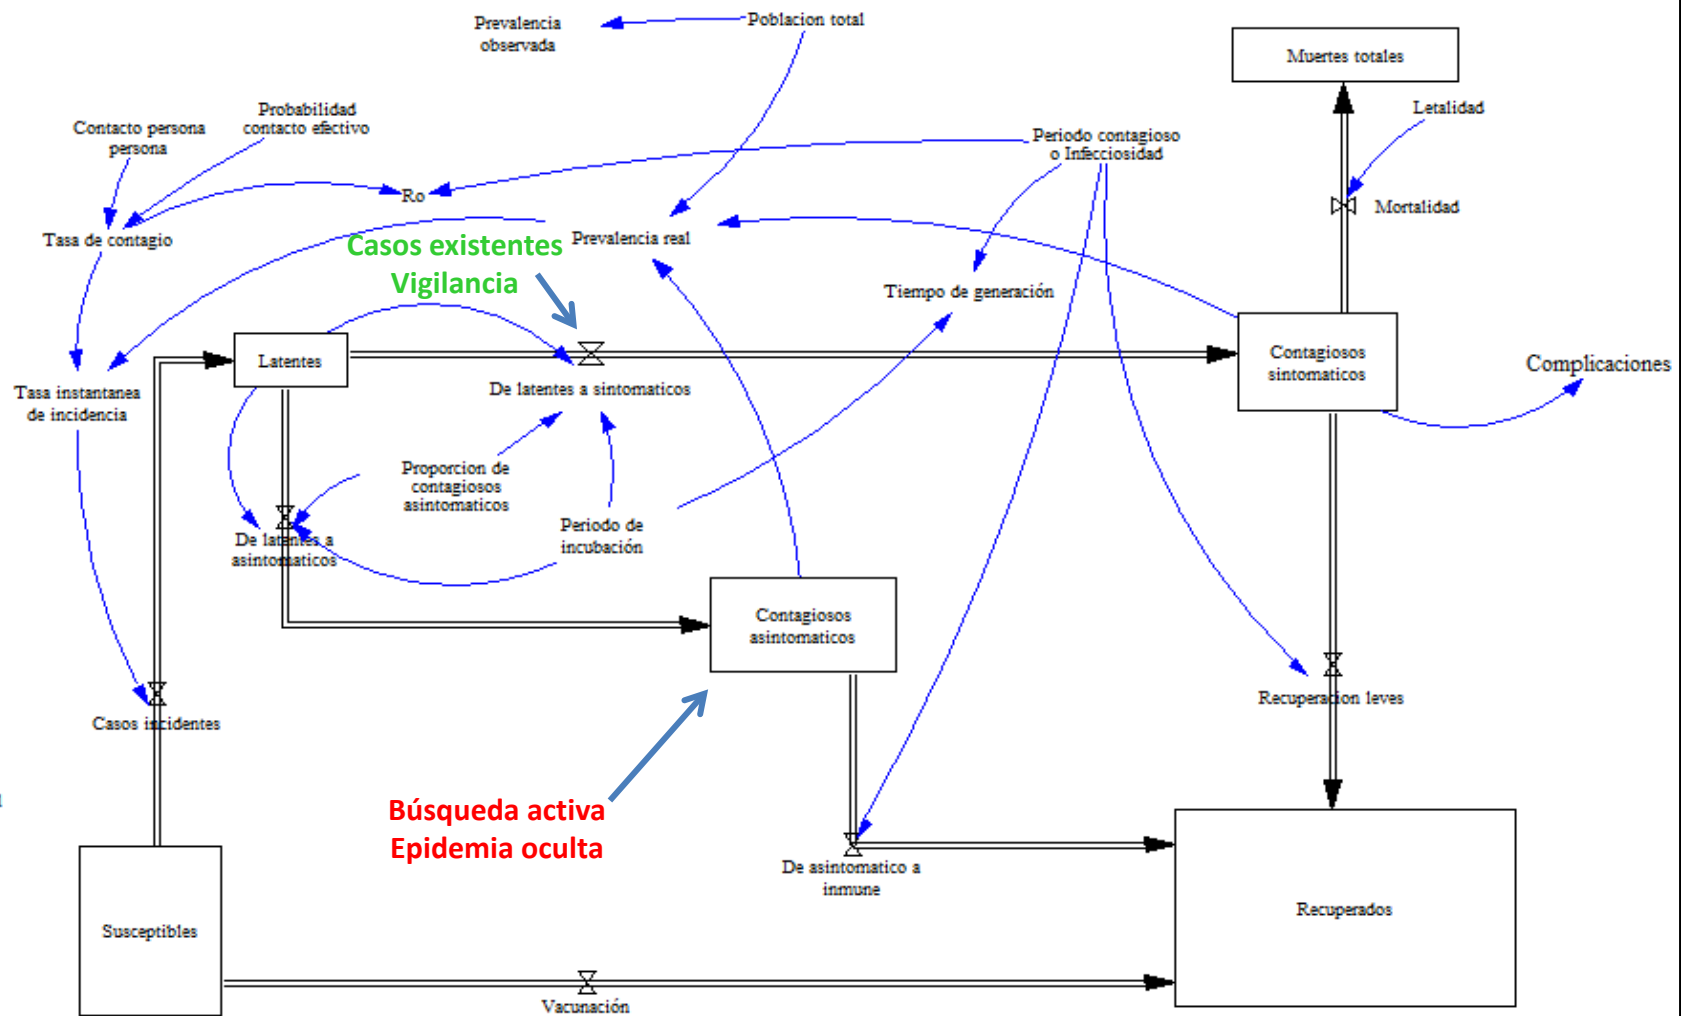 Prevalencia
observada
Poblacion total
Muertes totales
Letalidad
Contacto persona
persona
Probabilidad
contacto efectivo
Periodo contagioso
o Infecciosidad
Ro
Mortalidad
Tasa de contagio
Casos existentes
Vigilancia
Prevalencia real
Tiempo de generación
Latentes
Contagiosos
sintomaticos
Complicaciones
Tasa instantanea
de incidencia
De latentes a sintomaticos
Proporcion de
contagiosos
asintomaticos
Periodo de
incubación
De latentes a
asintomaticos
Contagiosos
asintomaticos
Casos incidentes
Recuperacion leves
Búsqueda activa
Epidemia oculta
De asintomatico a
inmune
Susceptibles
Recuperados
Vacunación